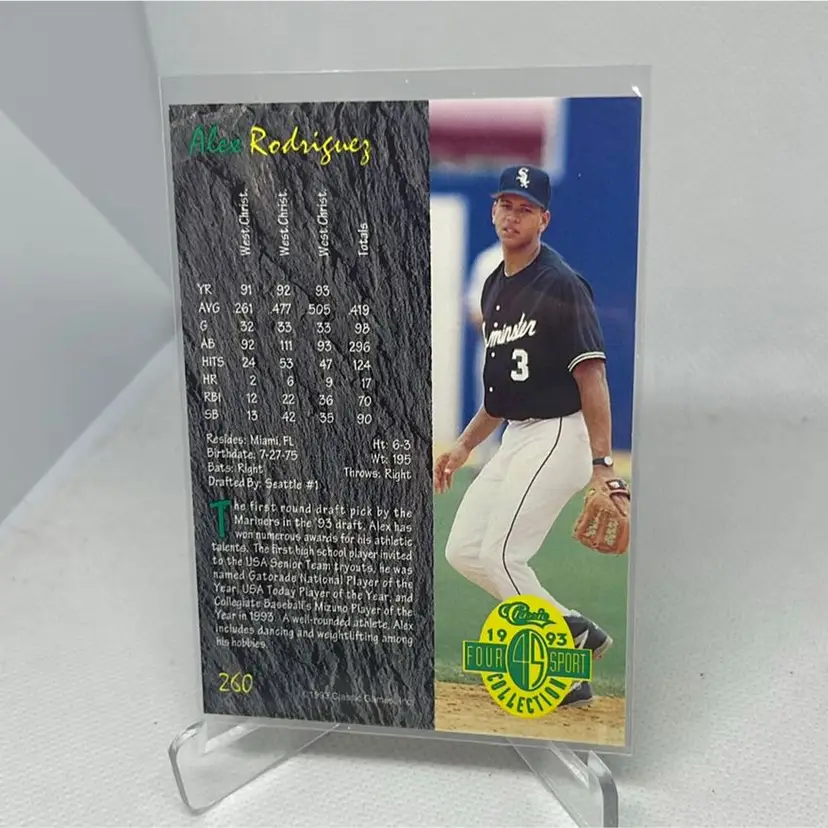 Alex Rodriguez
West.Christ. West.Christ. West.Christ. Totals
YR 91 92 93
AVG .261 .477 .505 .419
G 32 33 33 98
AB 92 111 93 296
HITS 24 53 47 124
HR 2 6 9 17
RBI 12 22 36 70
SB 13 42 35 90
Resides: Miami, FL Ht: 6-3
Birthdate: 7-27-75 Wt: 195
Bats: Right Throws: Right
Drafted By: Seattle #1
The first round draft pick by the
Mariners in the '93 draft, Alex has
won numerous awards for his athletic
talents. The first high school player invited
to the USA Senior Team tryouts, he was
named Gatorade National Player of the
Year, USA Today Player of the Year, and
Collegiate Baseball's Mizuno Player of the
Year in 1993. A well-rounded athlete, Alex
includes dancing and weightlifting among
his hobbies.
260
©1993 Classic Games, Inc.
SOX
minster
3
Classic
1993
FOUR 4S SPORT
COLLECTION